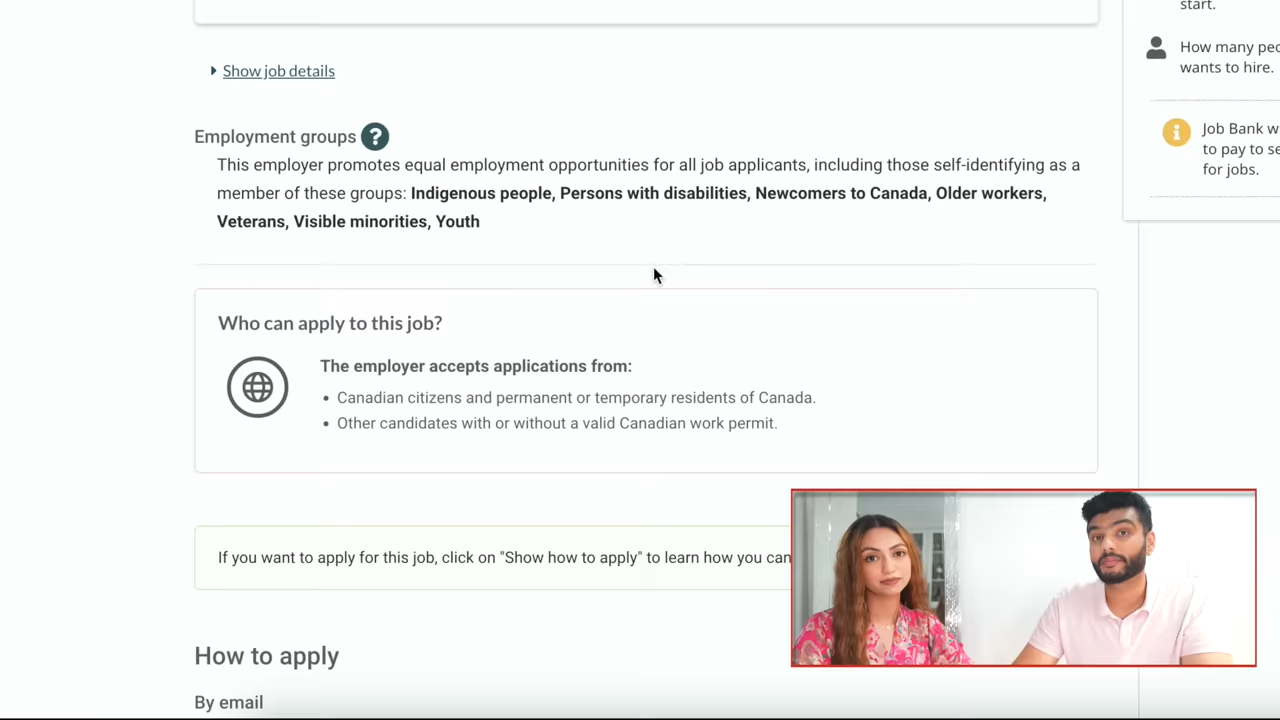 start.
Show job details
How many
wants to hire.
Employment groups ?
Job Bank
to pay to
for jobs.
This employer promotes equal employment opportunities for all job applicants, including those self-identifying as a
member of these groups: Indigenous people, Persons with disabilities, Newcomers to Canada, Older workers,
Veterans, Visible minorities, Youth
Who can apply to this job?
The employer accepts applications from:
• Canadian citizens and permanent or temporary residents of Canada.
• Other candidates with or without a valid Canadian work permit.
If you want to apply for this job, click on "Show how to apply" to learn how you can
How to apply
By email